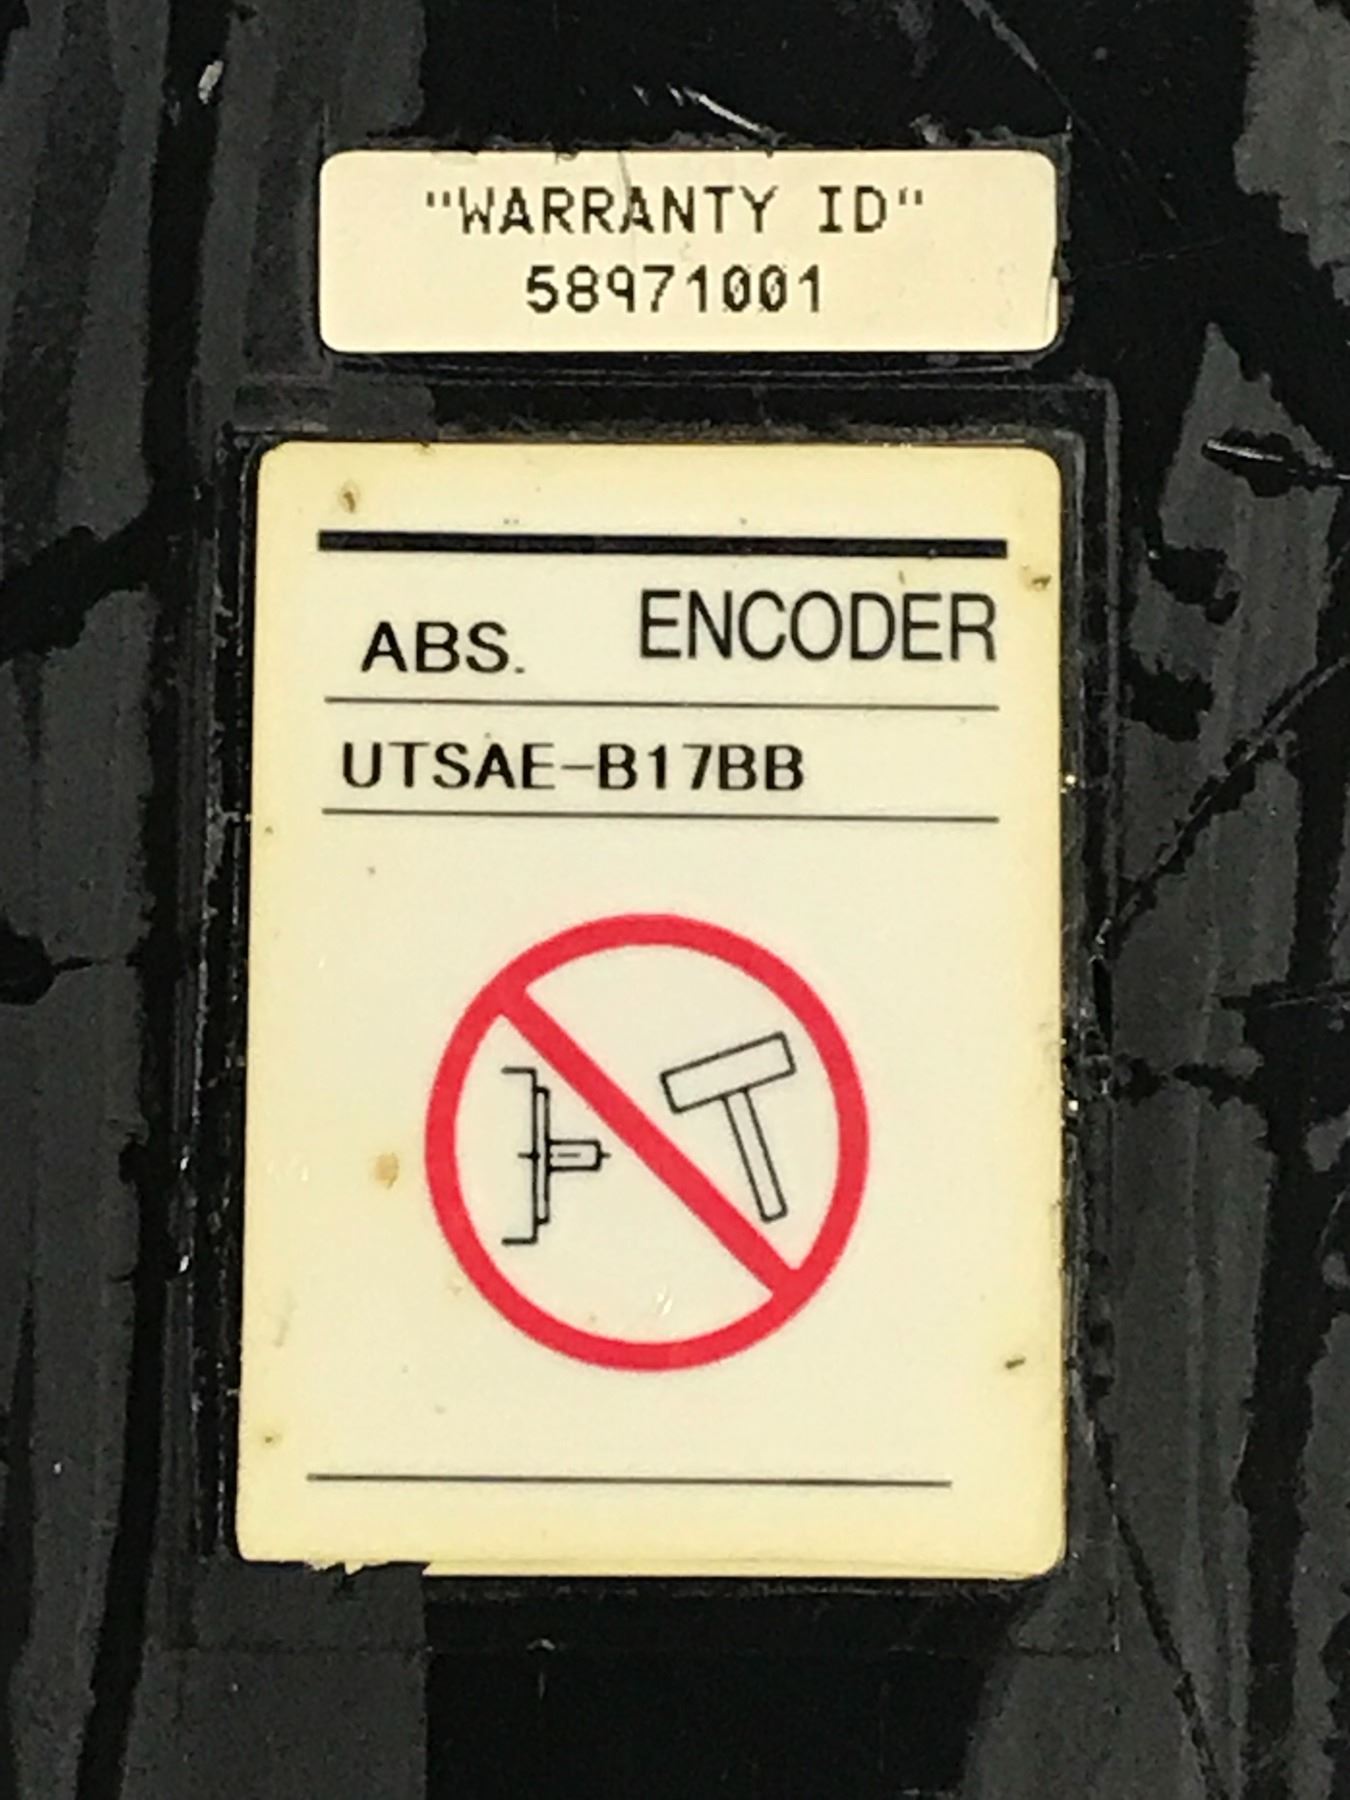 "WARRANTY ID"
58971001
ABS. ENCODER
UTSAE-B17BB